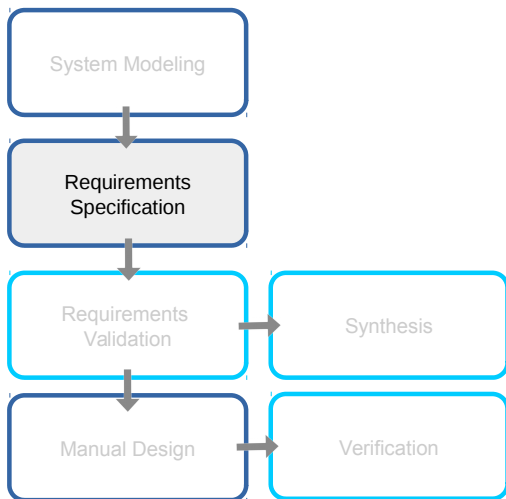 System Modeling
Requirements
Specification
Requirements
Validation
Synthesis
Manual Design
Verification